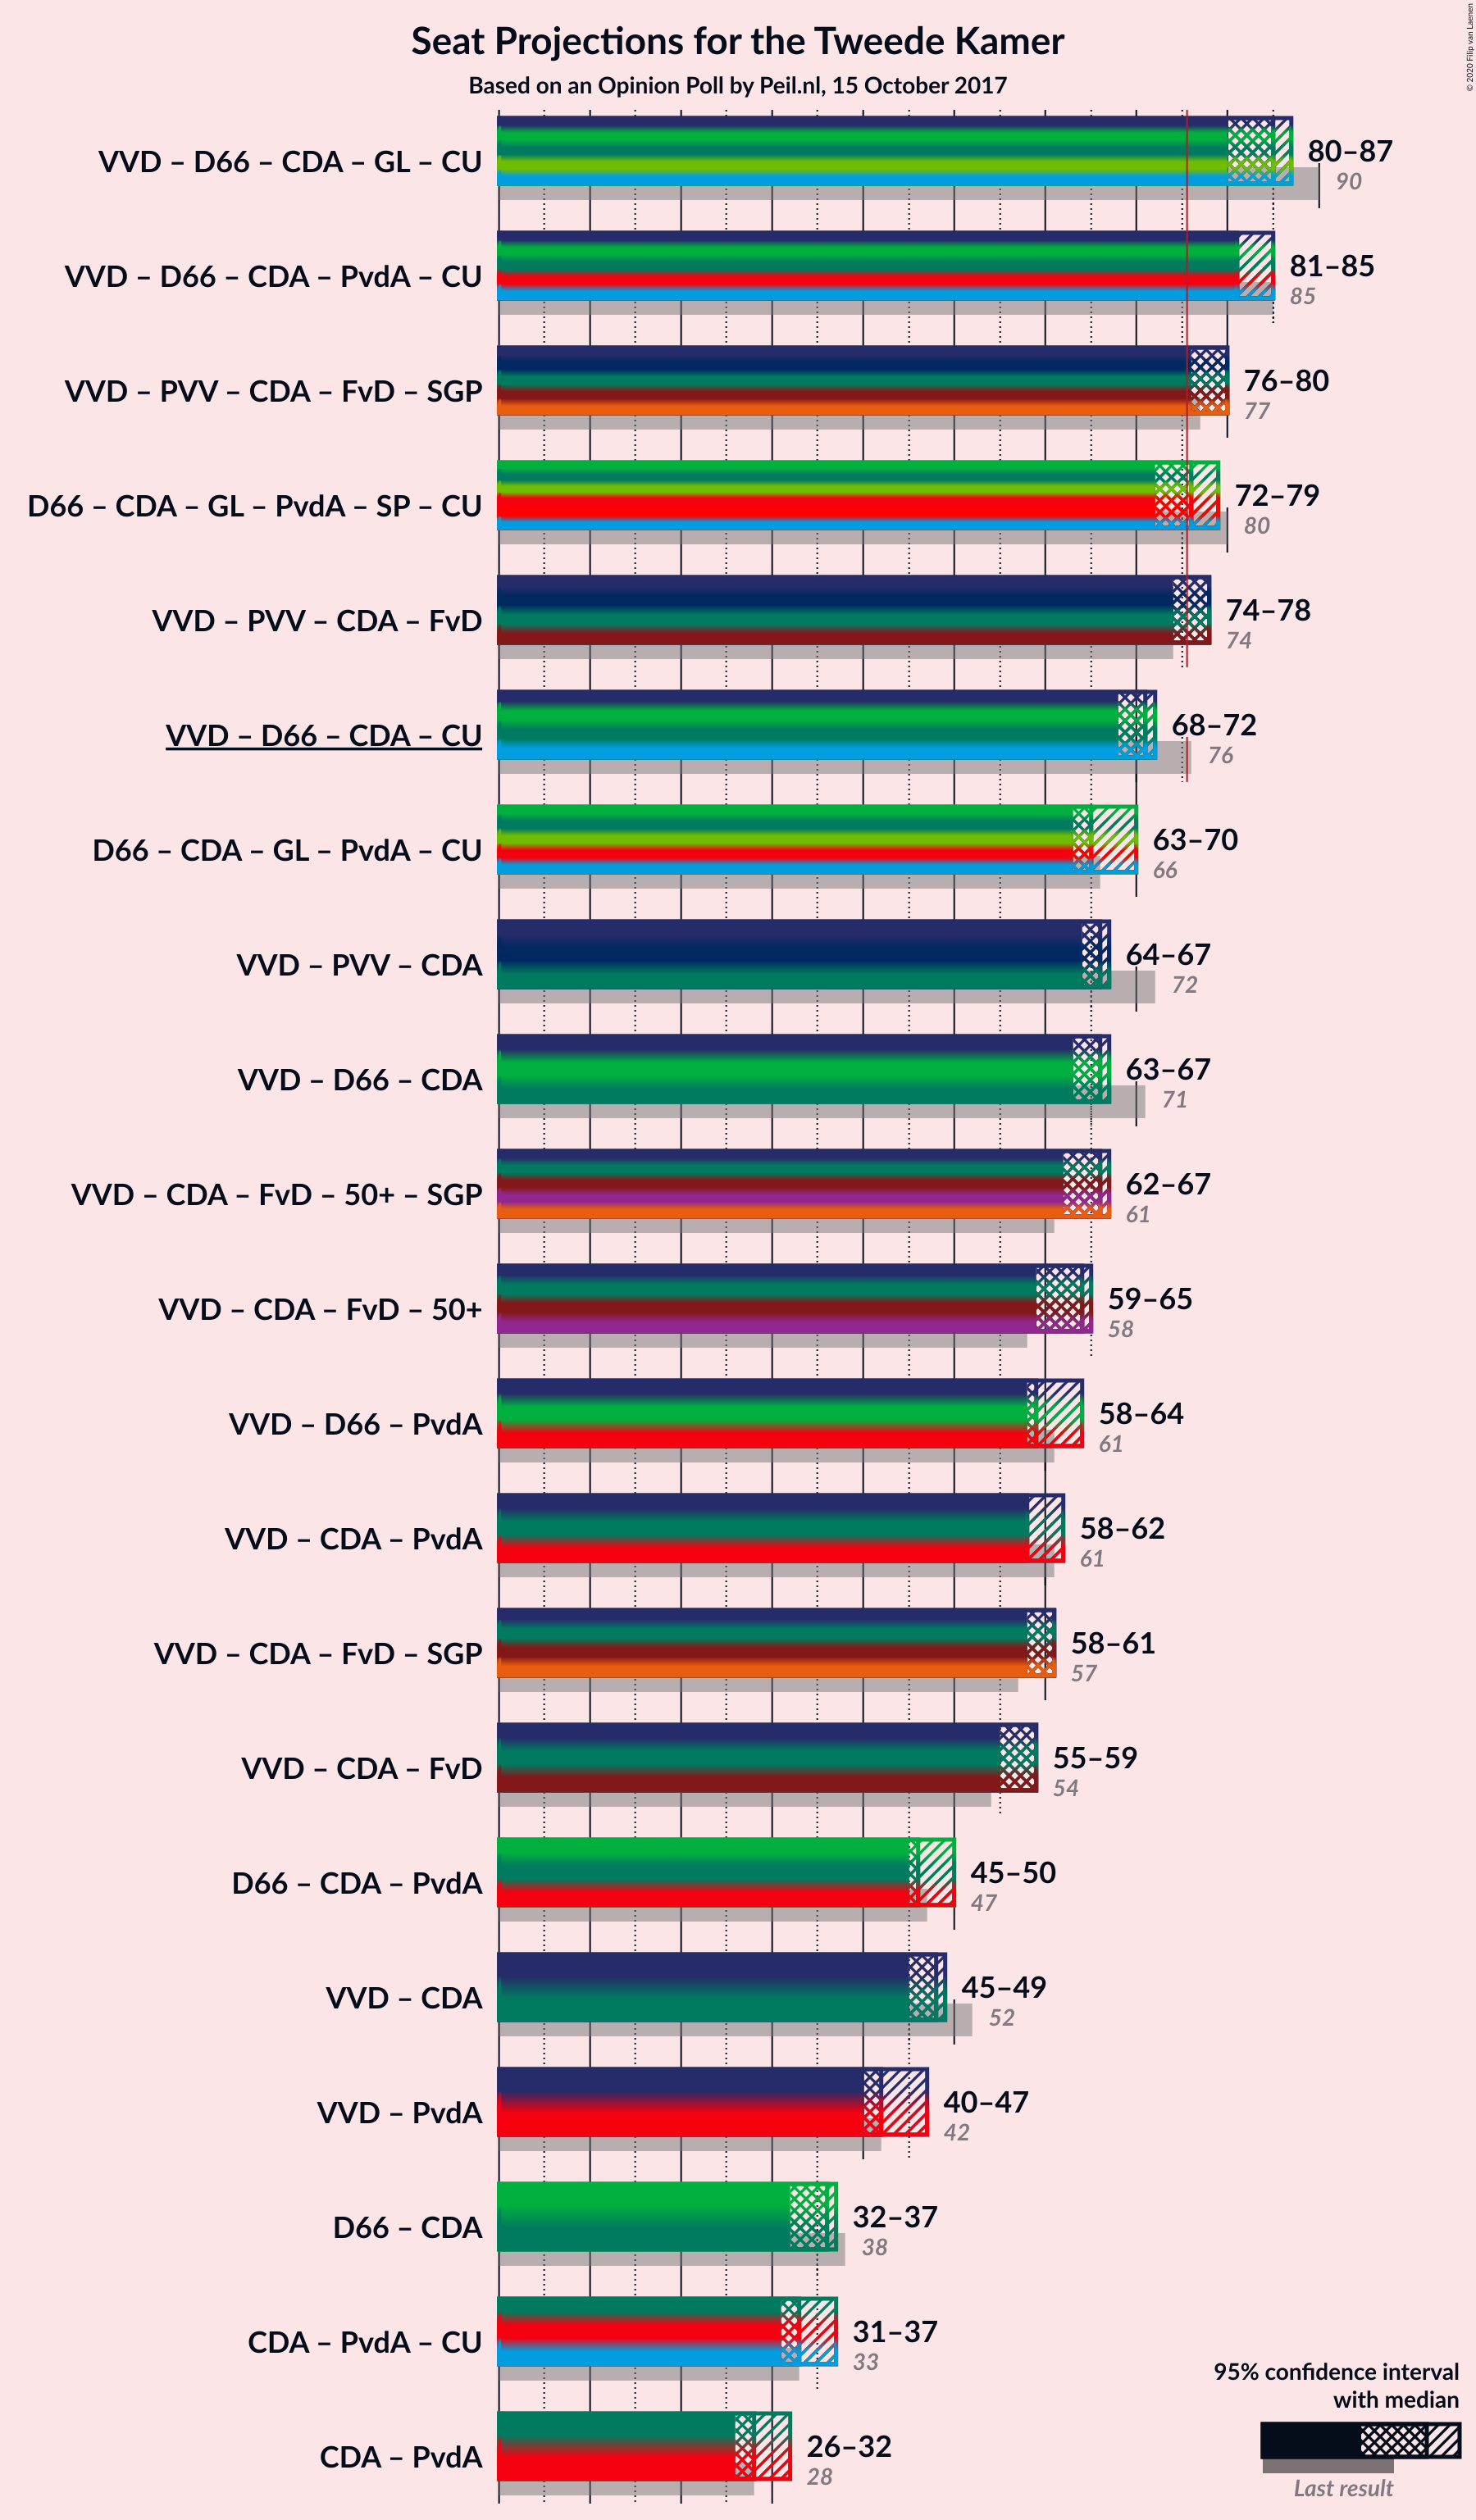 Seat Projections for the Tweede Kamer
Based on an Opinion Poll by Peil.nl, 15 October 2017
© 2020 Filip van Laenen
VVD – D66 – CDA – GL – CU
80–87
90
VVD – D66 – CDA – PvdA – CU
81–85
85
VVD – PVV – CDA – FvD – SGP
76–80
77
D66 – CDA – GL – PvdA – SP – CU
72–79
80
VVD – PVV – CDA – FvD
74–78
74
VVD – D66 – CDA – CU
68–72
76
D66 – CDA – GL – PvdA – CU
63–70
66
VVD – PVV – CDA
64–67
72
VVD – D66 – CDA
63–67
71
VVD – CDA – FvD – 50+ – SGP
62–67
61
VVD – CDA – FvD – 50+
59–65
58
VVD – D66 – PvdA
58–64
61
VVD – CDA – PvdA
58–62
61
VVD – CDA – FvD – SGP
58–61
57
VVD – CDA – FvD
55–59
54
D66 – CDA – PvdA
45–50
47
VVD – CDA
45–49
52
VVD – PvdA
40–47
42
D66 – CDA
32–37
38
CDA – PvdA – CU
31–37
33
CDA – PvdA
26–32
28
95% confidence interval
with median
Last result